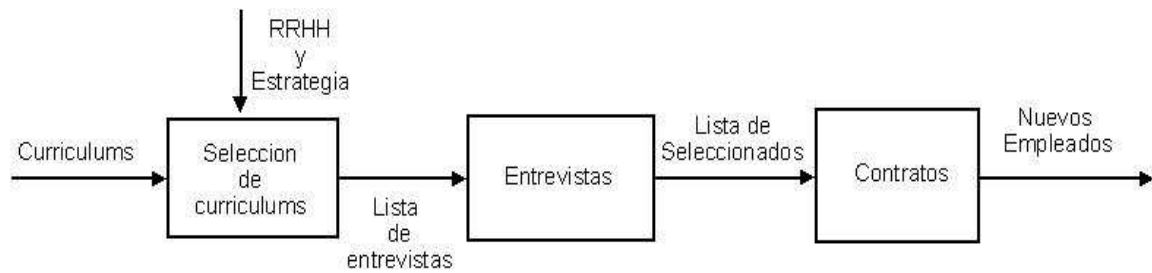 RRHH
y
Estrategia
Curriculums
Seleccion
de
curriculums
Lista
de
entrevistas
Entrevistas
Lista de
Seleccionados
Contratos
Nuevos
Empleados